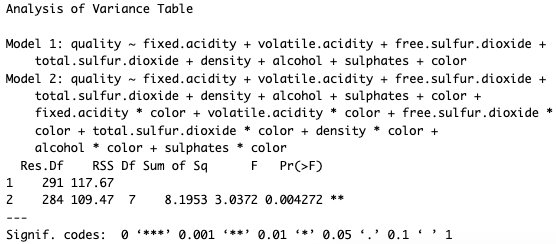 Analysis of Variance Table

Model 1: quality ~ fixed.acidity + volatile.acidity + free.sulfur.dioxide +
    total.sulfur.dioxide + density + alcohol + sulphates + color
Model 2: quality ~ fixed.acidity + volatile.acidity + free.sulfur.dioxide +
    total.sulfur.dioxide + density + alcohol + sulphates + color +
    fixed.acidity * color + volatile.acidity * color + free.sulfur.dioxide *
    color + total.sulfur.dioxide * color + density * color +
    alcohol * color + sulphates * color
  Res.Df    RSS Df Sum of Sq      F   Pr(>F)
1    291 117.67
2    284 109.47  7    8.1953 3.0372 0.004272 **
---
Signif. codes:  0 ‘***’ 0.001 ‘**’ 0.01 ‘*’ 0.05 ‘.’ 0.1 ‘ ’ 1